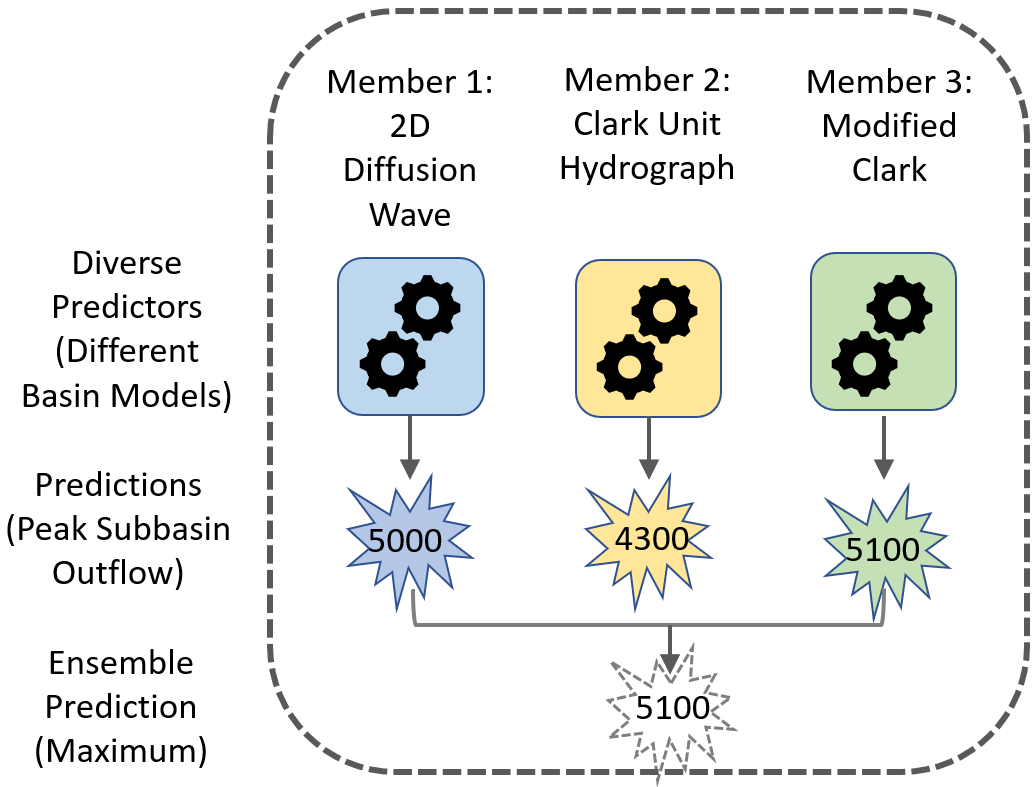 Member 1:
2D
Diffusion
Wave
Member 2:
Clark Unit
Hydrograph
Member 3:
Modified
Clark
Diverse
Predictors
(Different
Basin Models)
Predictions
(Peak Subbasin
Outflow)
5000
4300
5100
Ensemble
Prediction
(Maximum)
5100